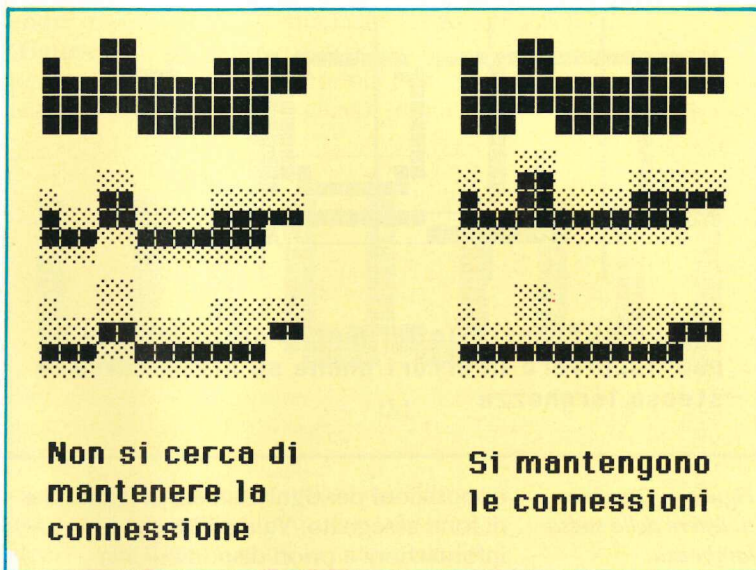 Non si cerca di
mantenere la
connessione
Si mantengono
le connessioni